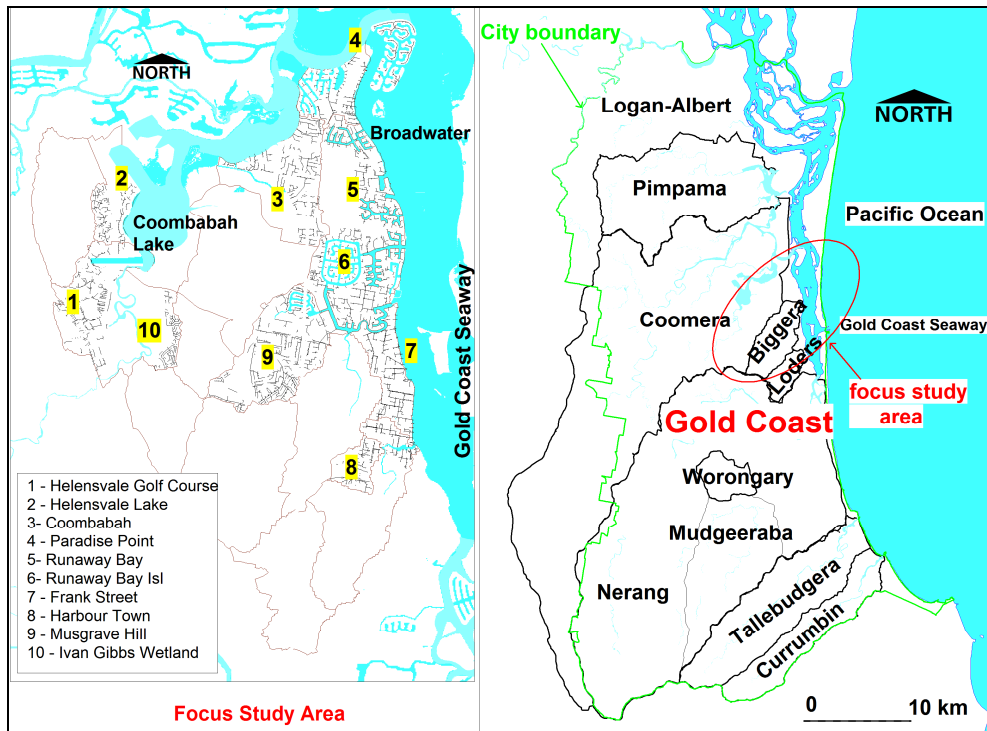 4
NORTH
Broadwater
2
3
5
Coombabah
Lake
6
1
10
9
7
Gold Coast Seaway
8
1 - Helensvale Golf Course
2 - Helensvale Lake
3- Coombabah
4 - Paradise Point
5- Runaway Bay
6- Runaway Bay Isl
7 - Frank Street
8 - Harbour Town
9 - Musgrave Hill
10 - Ivan Gibbs Wetland
Focus Study Area
City boundary
Logan-Albert
NORTH
Pimpama
Pacific Ocean
Coomera
Biggera
Gold Coast Seaway
Loders
focus study
area
Gold Coast
Worongary
Mudgeeraba
Nerang
Tallebudgera
Currumbin
0 10 km